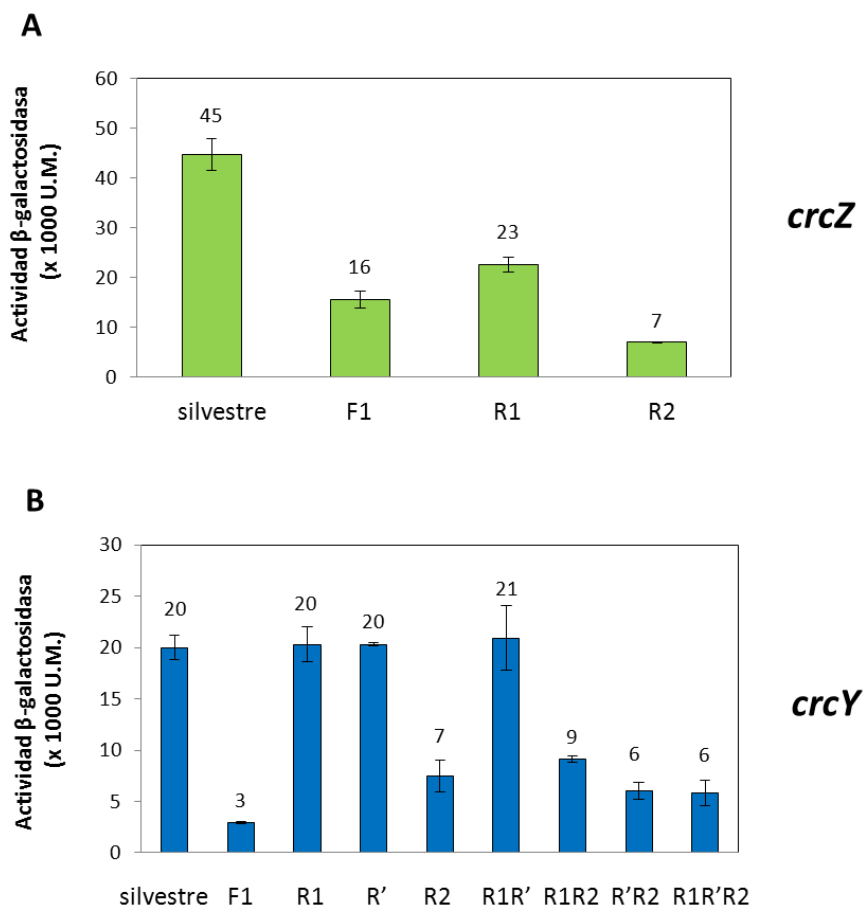 A
Actividad β-galactosidasa
(x 1000 U.M.)
60
50
40
30
20
10
0
45
16
23
7
silvestre F1 R1 R2
crcZ
B
Actividad β-galactosidasa
(x 1000 U.M.)
30
25
20
15
10
5
0
20
3
20
20
7
21
9
6
6
silvestre F1 R1 R’ R2 R1R’ R1R2 R’R2 R1R’R2
crcY